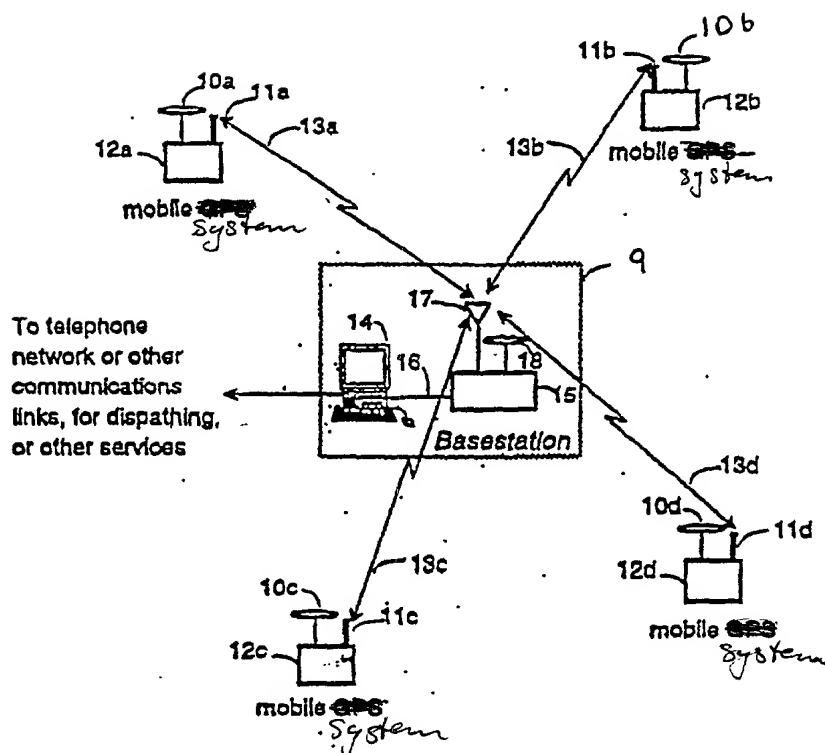 10a
11a
13a
12a
mobile GPS
system
11b
10b
12b
13b
mobile GPS
system
9
17
14
16
18
15
Basestation
To telephone
network or other
communications
links, for dispathing,
or other services
13d
10d
11d
12d
mobile GPS
system
13c
10c
11c
12c
mobile GPS
system